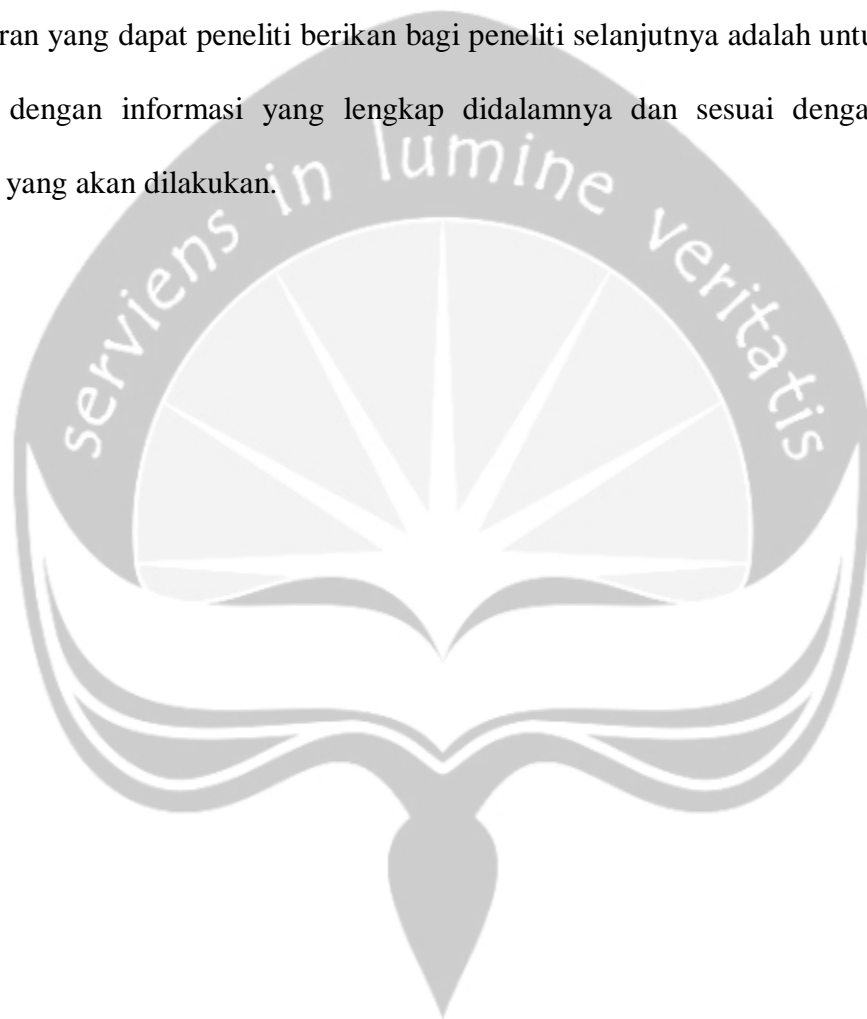 ran yang dapat peneliti berikan bagi peneliti selanjutnya adalah untu
dengan informasi yang lengkap didalamnya dan sesuai denga
yang akan dilakukan.
serviens in lumine veritatis